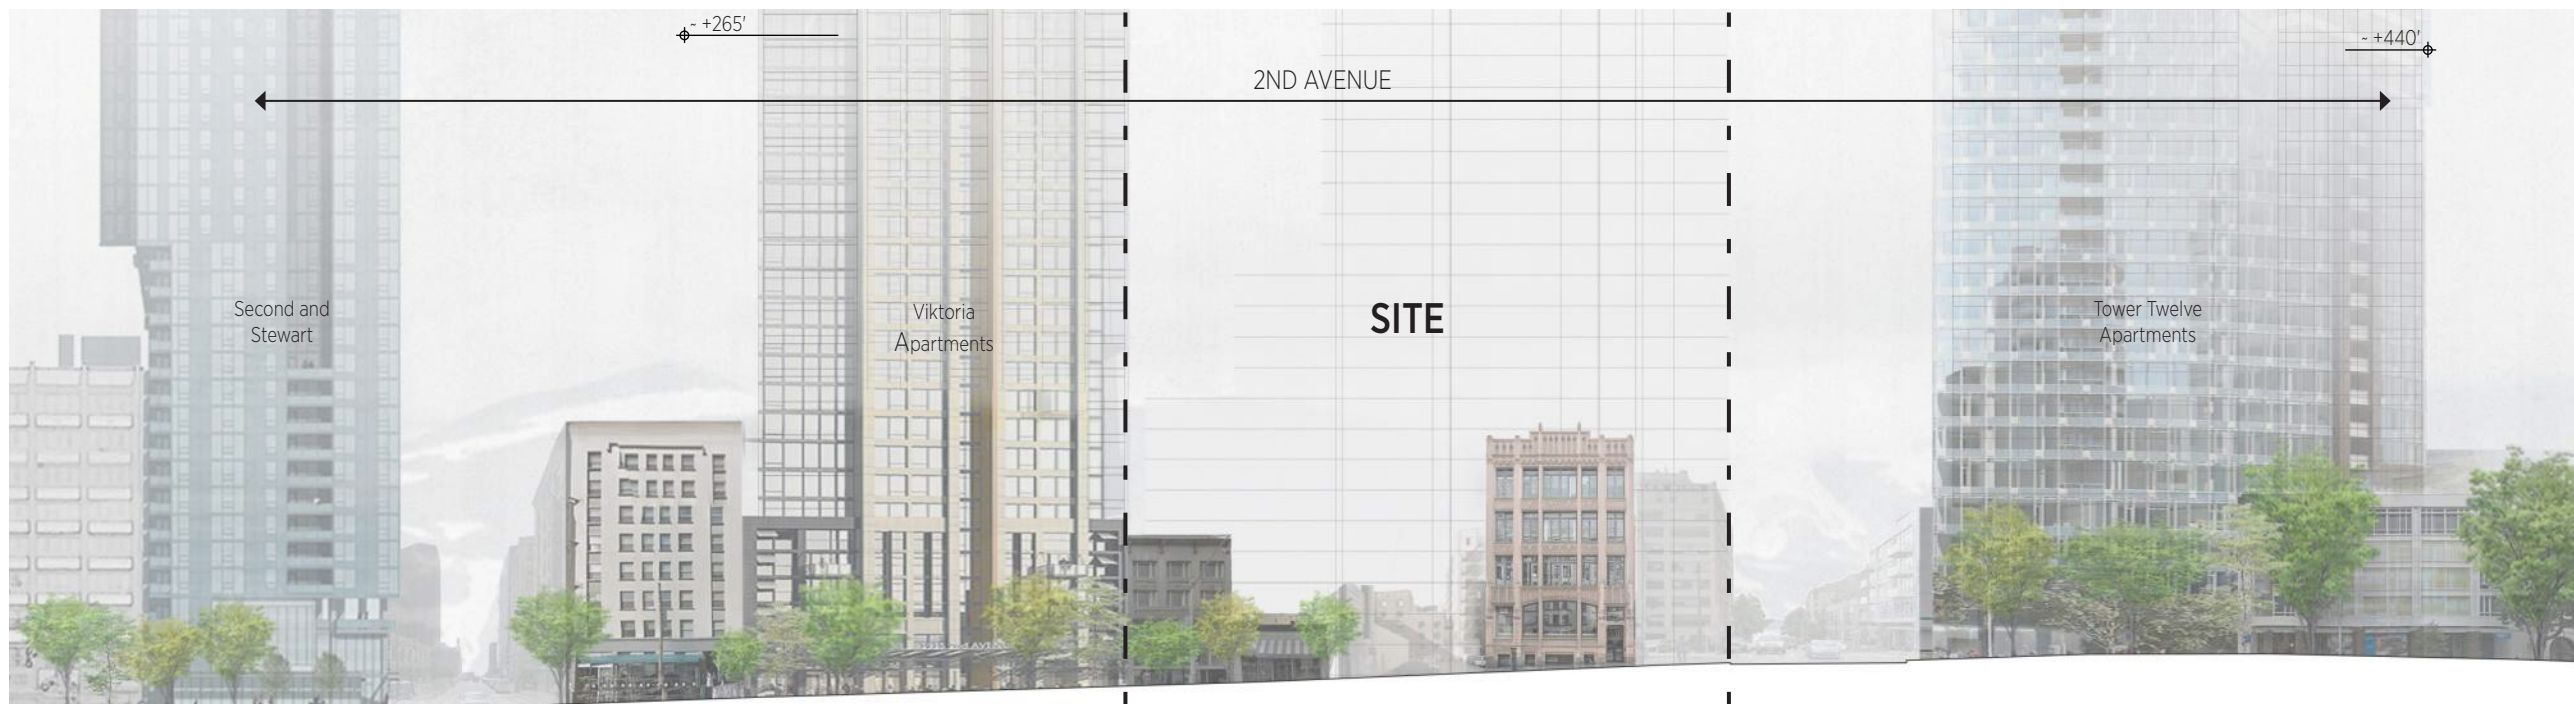 ~ +265'
~ +440'
2ND AVENUE
Second and
Stewart
Viktoria
Apartments
SITE
Tower Twelve
Apartments